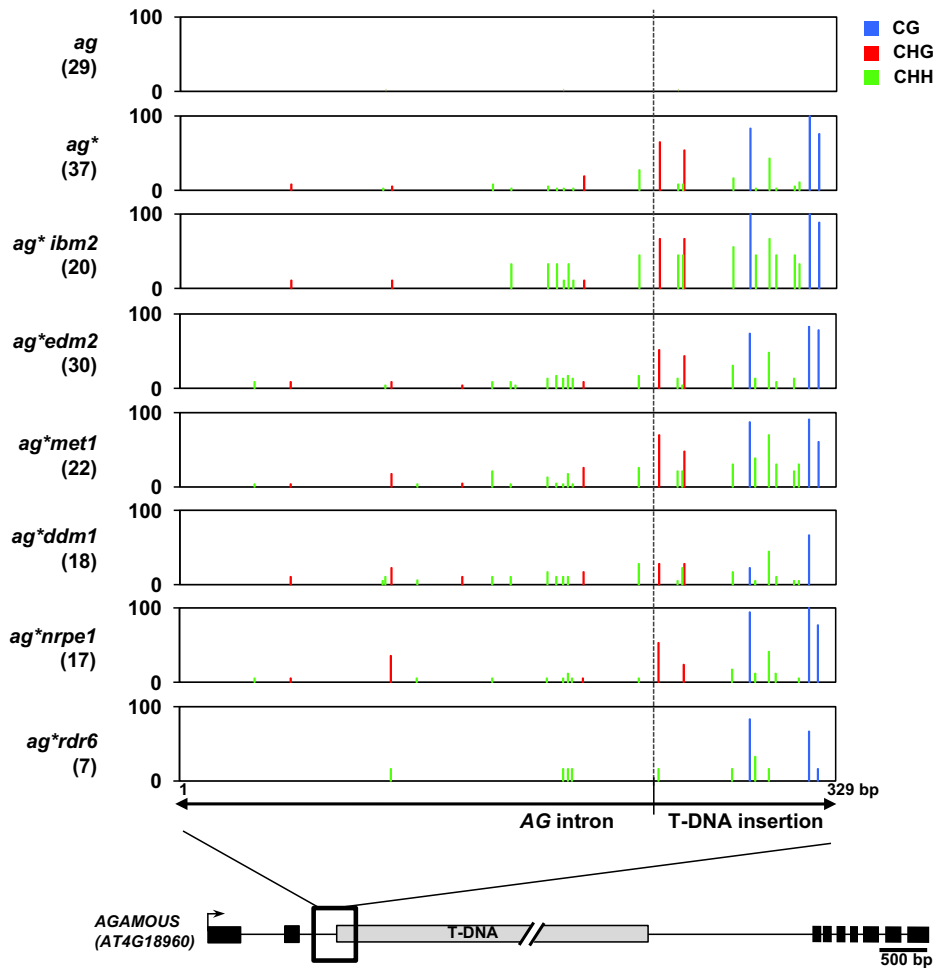 100
ag
(29)
0
CG
CHG
CHH
100
ag*
(37)
0
100
ag* ibm2
(20)
0
100
ag*edm2
(30)
0
100
ag*met1
(22)
0
100
ag*ddm1
(18)
0
100
ag*nrpe1
(17)
0
100
ag*rdr6
(7)
0
1
329 bp
AG intron
T-DNA insertion
AGAMOUS
(AT4G18960)
T-DNA
500 bp